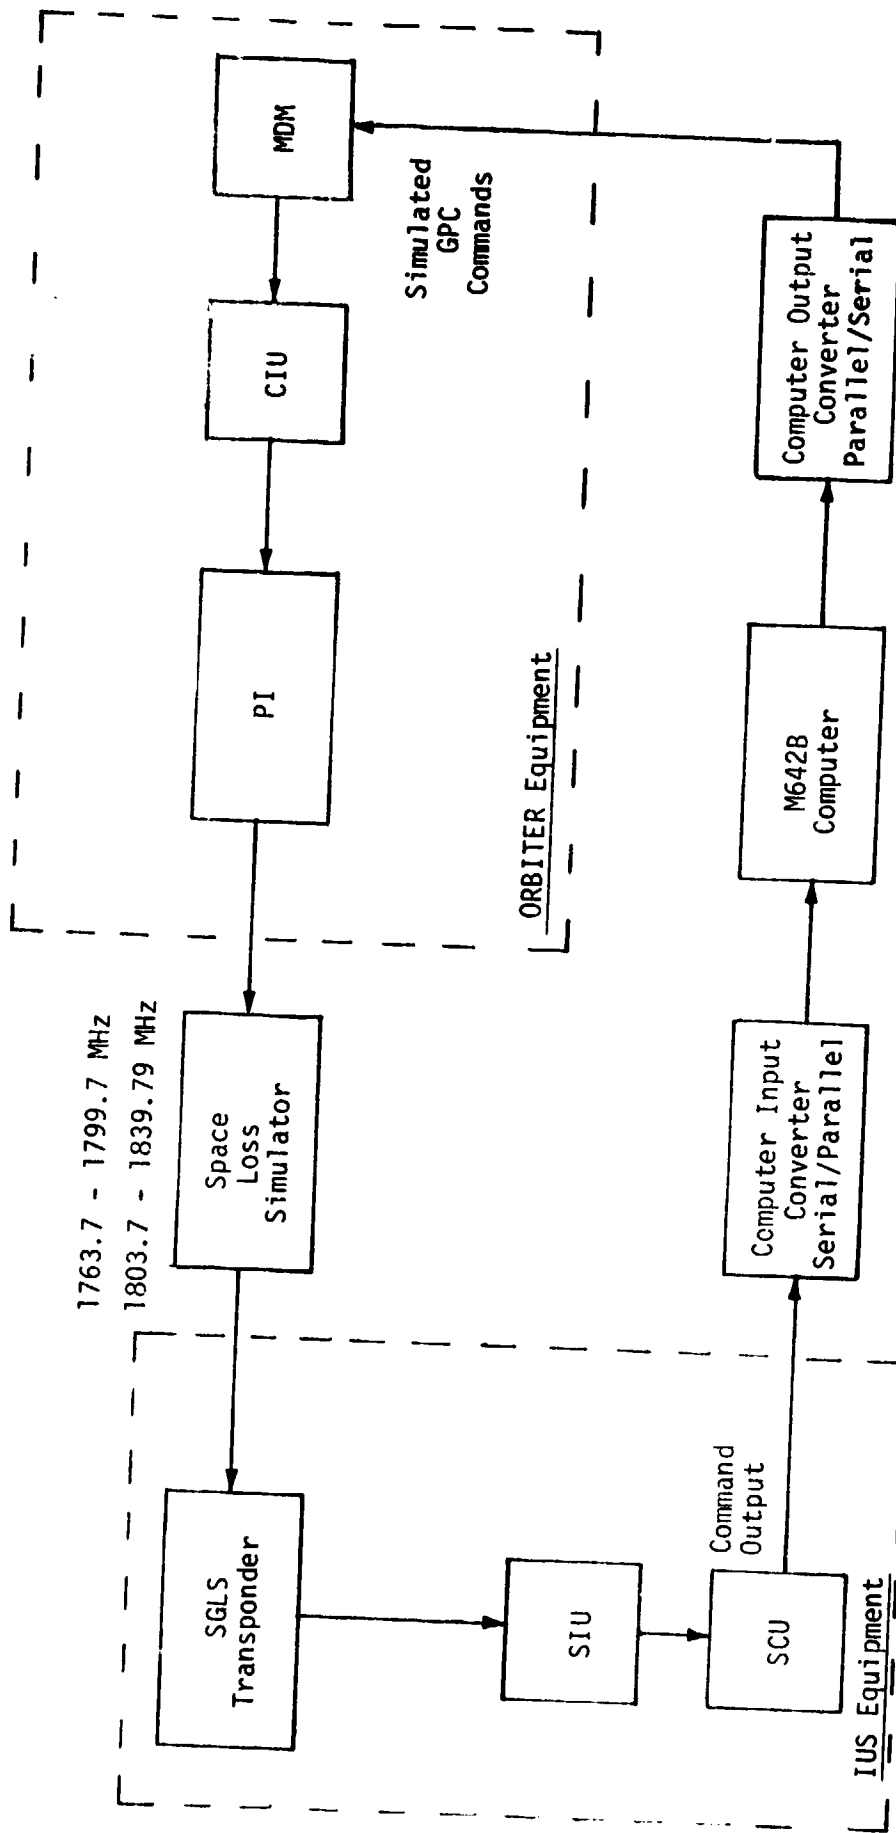 1763.7 - 1799.7 MHz
1803.7 - 1839.79 MHz
SGLS
Transponder
Space
Loss
Simulator
PI
CIU
MDM
Simulated
GPC
Commands
ORBITER Equipment
SIU
SCU
Command
Output
IUS Equipment
Computer Input
Converter
Serial/Parallel
M642B
Computer
Computer Output
Converter
Parallel/Serial